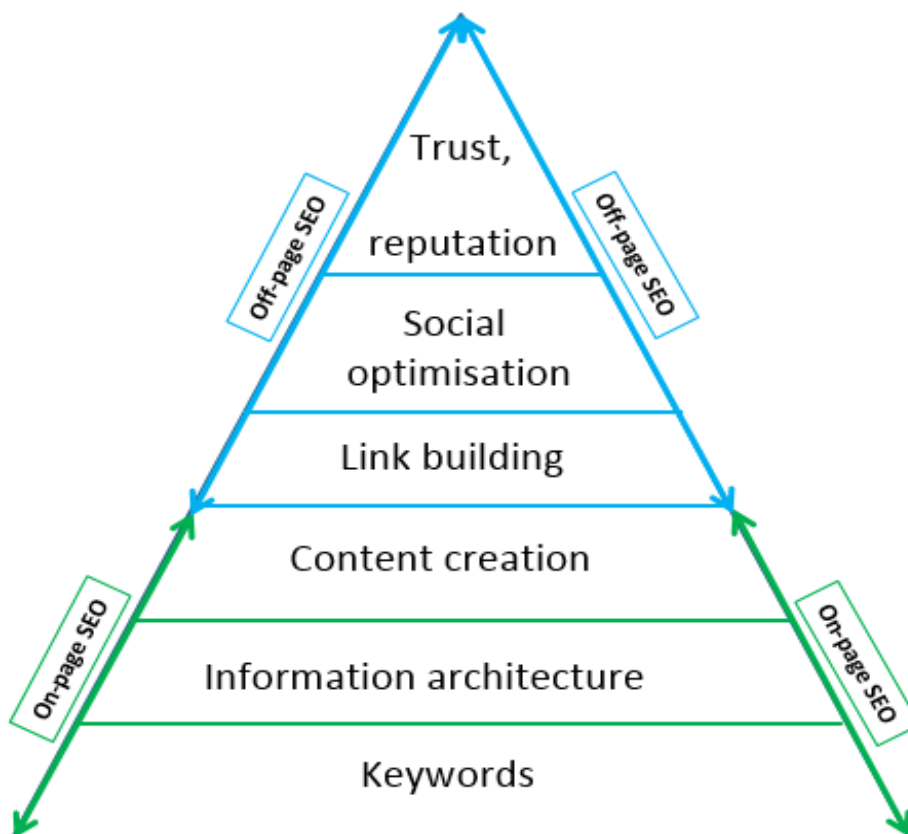 Trust,
reputation
Off-page SEO
Off-page SEO
Social
optimisation
Link building
Content creation
On-page SEO
On-page SEO
Information architecture
Keywords